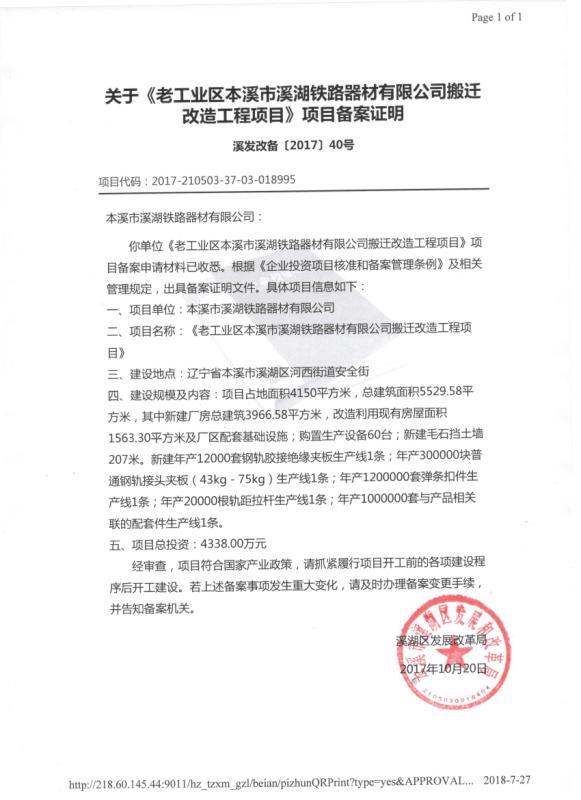 Page 1 of 1
关于《老工业区本溪市溪湖铁路器材有限公司搬迁
改造工程项目》项目备案证明
溪发改备〔2017〕40号
项目代码：2017-210503-37-03-018995
本溪市溪湖铁路器材有限公司：
你单位《老工业区本溪市溪湖铁路器材有限公司搬迁改造工程项目》项
目备案申请材料已收悉。根据《企业投资项目核准和备案管理条例》及相关
管理规定，出具备案证明文件。具体项目信息如下：
一、项目单位：本溪市溪湖铁路器材有限公司
二、项目名称：《老工业区本溪市溪湖铁路器材有限公司搬迁改造工程项
目》
三、建设地点：辽宁省本溪市溪湖区河西街道安全街
四、建设规模及内容：项目占地面积4150平方米，总建筑面积5529.58平
方米，其中新建厂房总建筑3966.58平方米，改造利用现有房屋面积
1563.30平方米及厂区配套基础设施；购置生产设备60台；新建毛石挡土墙
207米。新建年产12000套钢轨胶接绝缘夹板生产线1条；年产300000块普
通钢轨接头夹板（43kg－75kg）生产线1条；年产1200000套弹条扣件生
产线1条；年产20000根轨距拉杆生产线1条；年产1000000套与产品相关
联的配套件生产线1条。
五、项目总投资：4338.00万元
经审查，项目符合国家产业政策，请抓紧履行项目开工前的各项建设程
序后开工建设。若上述备案事项发生重大变化，请及时办理备案变更手续，
并告知备案机关。
溪湖区发展改革局
2017年10月20日
本溪市溪湖区发展和改革局
http://218.60.145.44:9011/hz_tzxm_gzl/beian/pizhunQRPrint?type=yes&APPROVAL... 2018-7-27